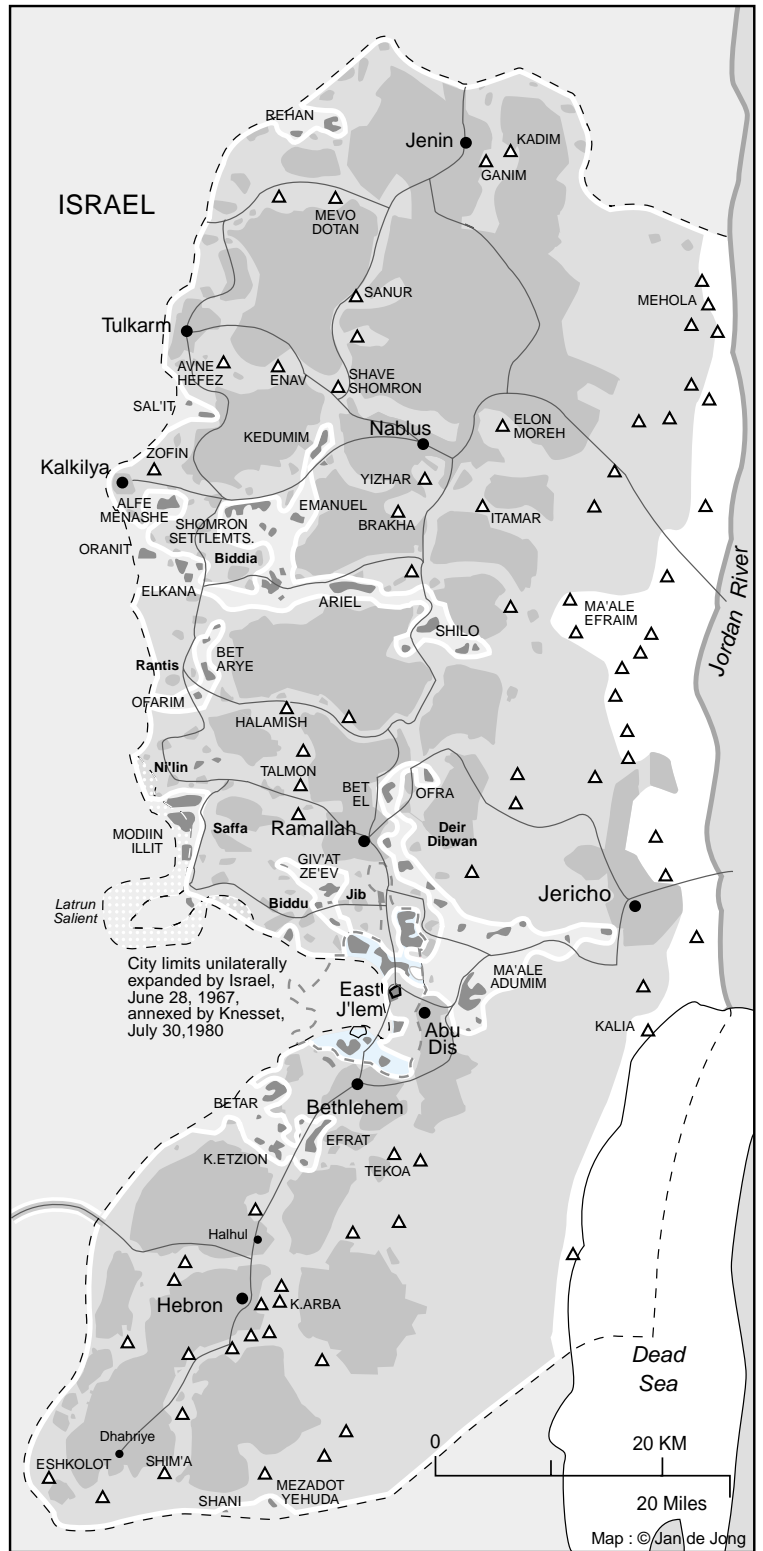 REHAN
Jenin
KADIM
GANIM
ISRAEL
MEVO
DOTAN
SANUR
MEHOLA
Tulkarm
AVNE
HEFEZ
ENAV
SHAVE
SHOMRON
SAL'IT
KEDUMIM
Nablus
ELON
MOREH
ZOFIN
Kalkilya
YIZHAR
ALFE
MENASHE
EMANUEL
BRAKHA
ITAMAR
SHOMRON
SETTLEMTS.
ORANIT
Biddia
ELKANA
ARIEL
MA'ALE
EFRAIM
Jordan River
SHILO
BET
ARYE
Rantis
OFARIM
HALAMISH
Ni'lin
TALMON
BET
EL
OFRA
MODIIN
ILLIT
Saffa
Ramallah
Deir
Dibwan
GIV'AT
ZE'EV
Jib
Biddu
Jericho
Latrun
Salient
City limits unilaterally
expanded by Israel,
June 28, 1967,
annexed by Knesset,
July 30,1980
East
J'lem
MA'ALE
ADUMIM
Abu
Dis
KALIA
BETAR
Bethlehem
EFRAT
K.ETZION
TEKOA
Halhul
Hebron
K.ARBA
Dead
Sea
Dhahriye
ESHKOLOT
SHIM'A
SHANI
MEZADOT
YEHUDA
0
20 KM
20 Miles
Map : © Jan de Jong